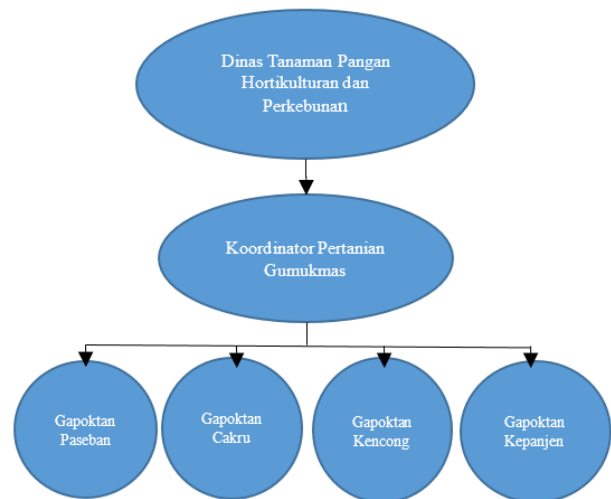 Dinas Tanaman Pangan
Hortikulturan dan
Perkebunan
Koordinator Pertanian
Gumukmas
Gapoktan
Paseban
Gapoktan
Cakru
Gapoktan
Kencong
Gapoktan
Kepanjen